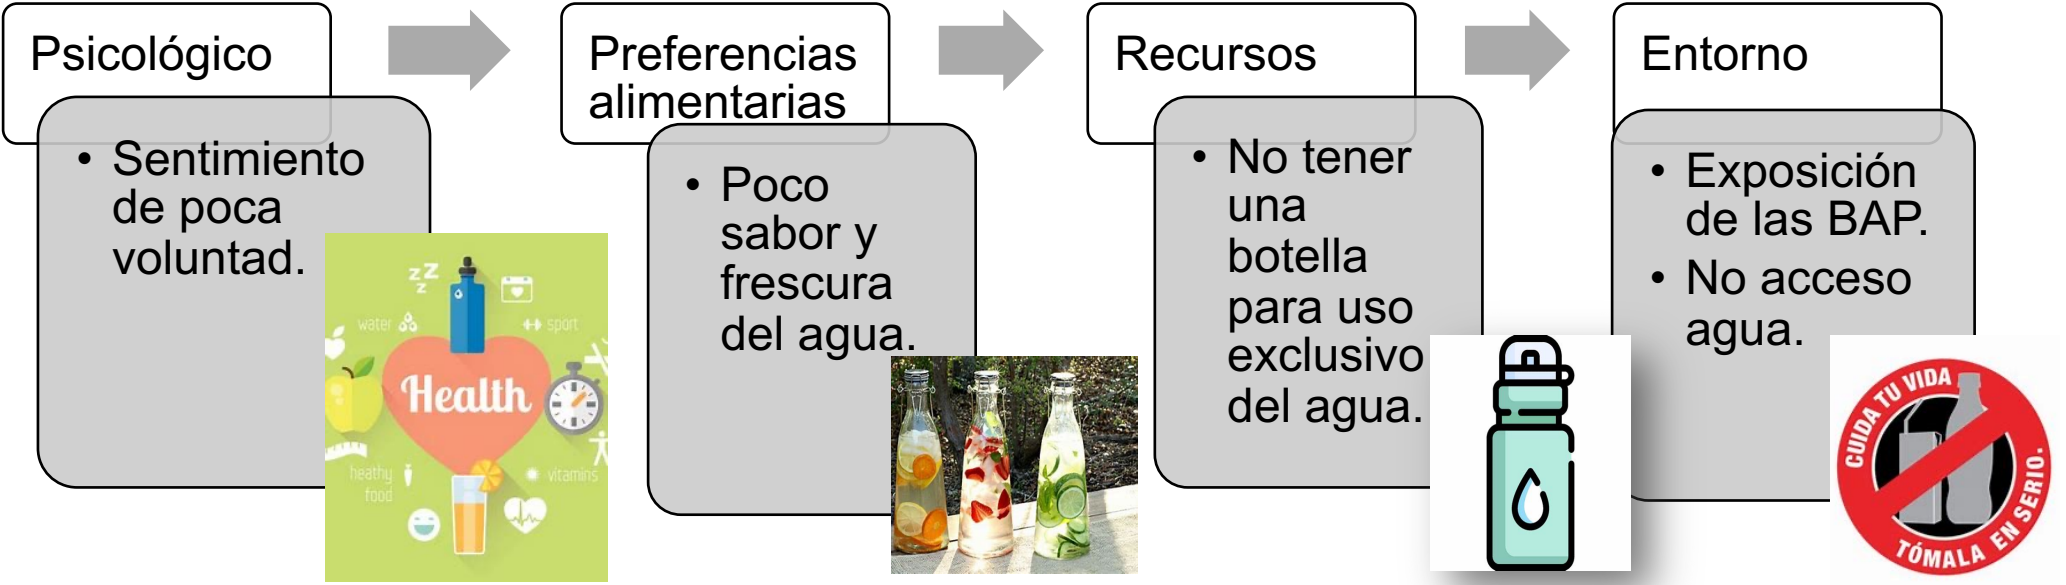 Psicológico
• Sentimiento
de poca
voluntad.
zZ
z
water
sport
Health
heathy
food
vitamins
Preferencias
alimentarias
• Poco
sabor y
frescura
del agua.
Recursos
• No tener
una
botella
para uso
exclusivo
del agua.
Entorno
• Exposición
de las BAP.
• No acceso
agua.
CUIDA TU VIDA
TÓMALA EN SERIO.